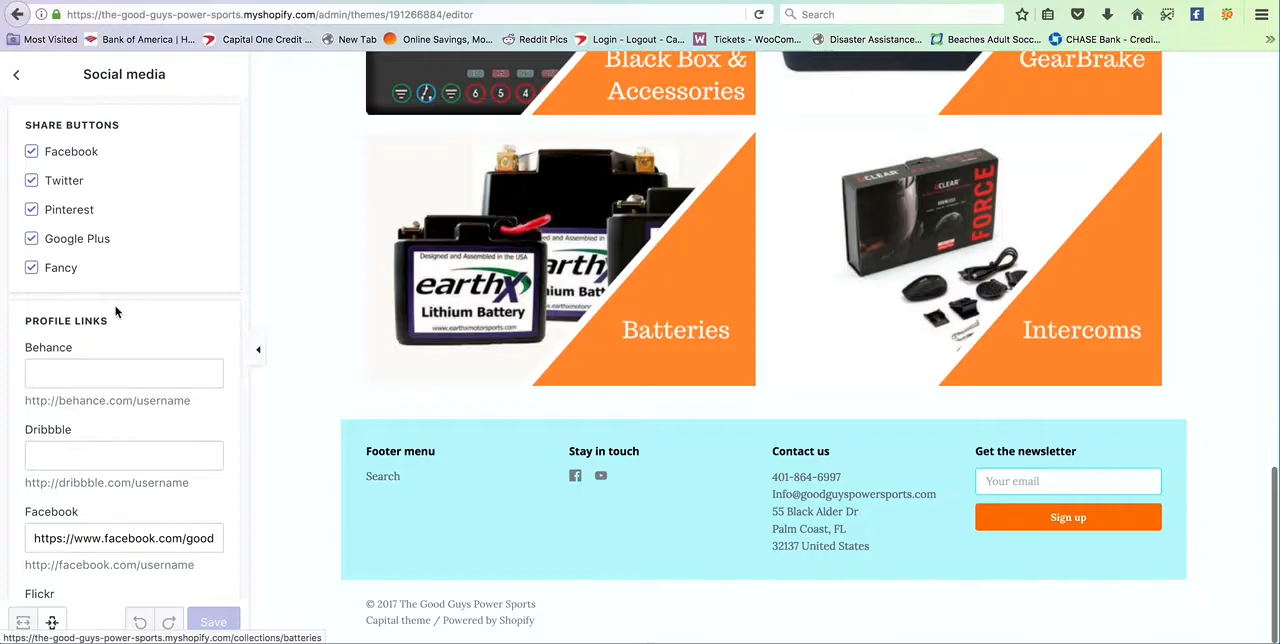 https://the-good-guys-power-sports.myshopify.com/admin/themes/191266884/editor
Search
Most Visited
Bank of America | H...
Capital One Credit ...
New Tab
Online Savings, Mo...
Reddit Pics
Login - Logout - Ca...
Tickets - WooCom...
Disaster Assistance...
Beaches Adult Socc...
CHASE Bank - Credi...
Social media
SHARE BUTTONS
Facebook
Twitter
Pinterest
Google Plus
Fancy
PROFILE LINKS
Behance
http://behance.com/username
Dribbble
http://dribbble.com/username
Facebook
https://www.facebook.com/good
http://facebook.com/username
Flickr
Save
https://the-good-guys-power-sports.myshopify.com/collections/batteries
Black Box &
Accessories
6 5 4
GearBrake
Designed and Assembled in the USA
earthX
Lithium Battery
www.earthxmotorsports.com
Batteries
UCLEAR
FORCE
Intercoms
Footer menu
Search
Stay in touch
Contact us
401-864-6997
Info@goodguyspowersports.com
55 Black Alder Dr
Palm Coast, FL
32137 United States
Get the newsletter
Your email
Sign up
© 2017 The Good Guys Power Sports
Capital theme / Powered by Shopify